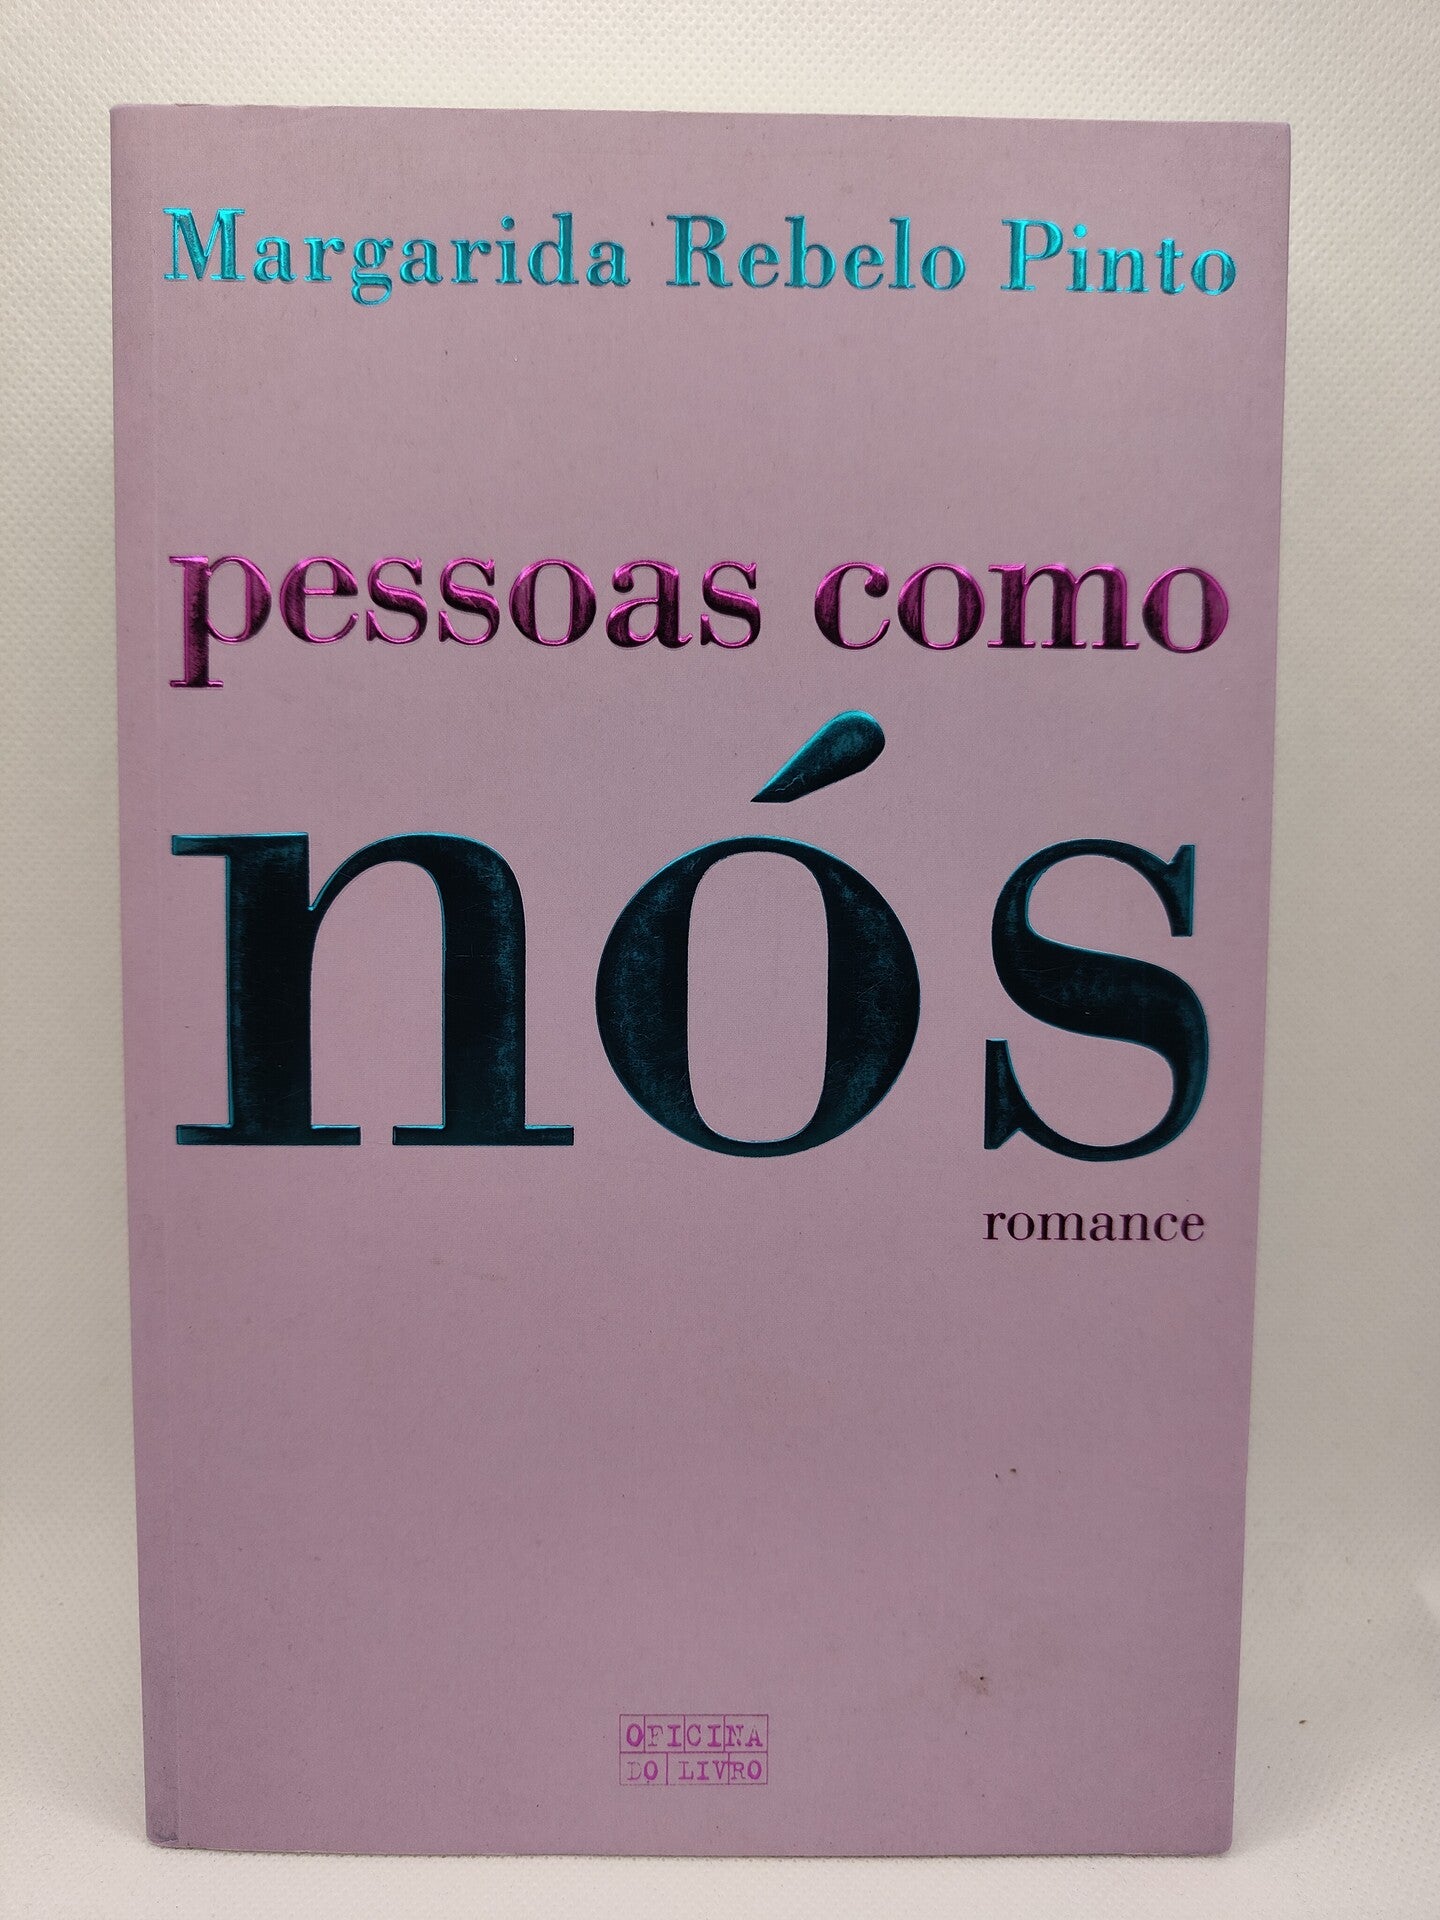 Margarida Rebelo Pinto
pessoas como
nós
romance
OFICINA
DO LIVRO